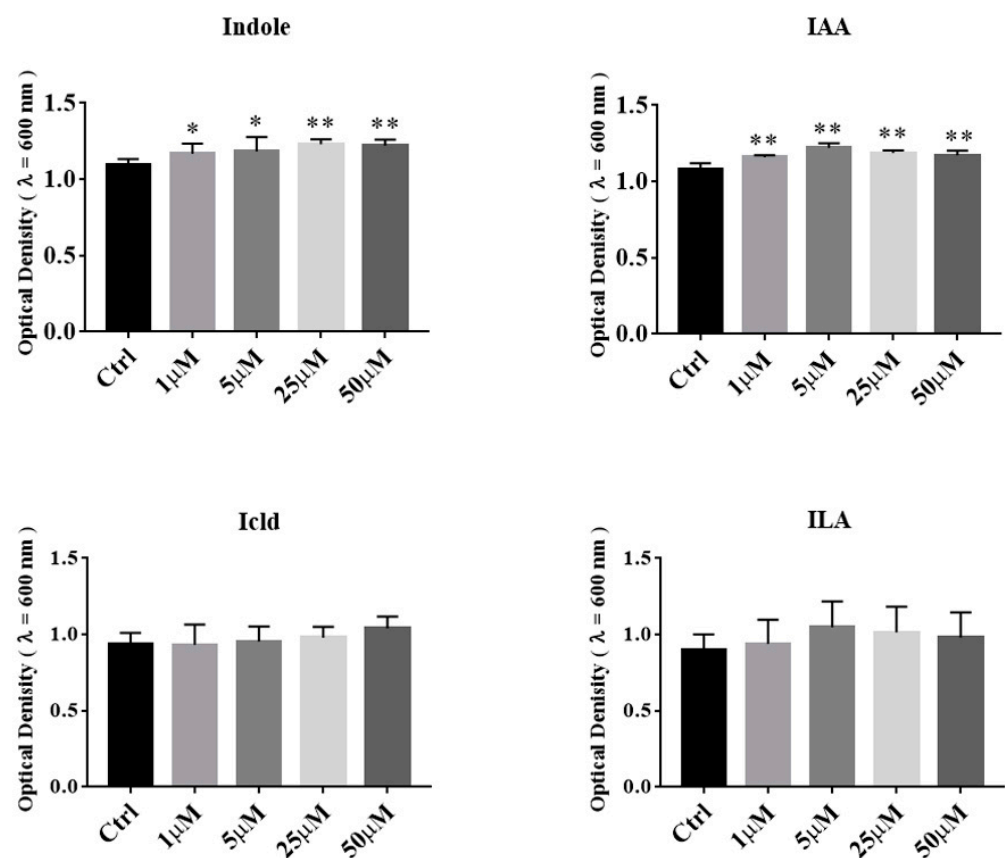 Indole
Optical Denisity ( λ = 600 nm )
1.5
1.0
0.5
0.0
* * ** **
Ctrl 1μM 5μM 25μM 50μM
IAA
Optical Denisity ( λ = 600 nm )
1.5
1.0
0.5
0.0
** ** ** **
Ctrl 1μM 5μM 25μM 50μM
Icld
Optical Denisity ( λ = 600 nm )
1.5
1.0
0.5
0.0
Ctrl 1μM 5μM 25μM 50μM
ILA
Optical Denisity ( λ = 600 nm )
1.5
1.0
0.5
0.0
Ctrl 1μM 5μM 25μM 50μM